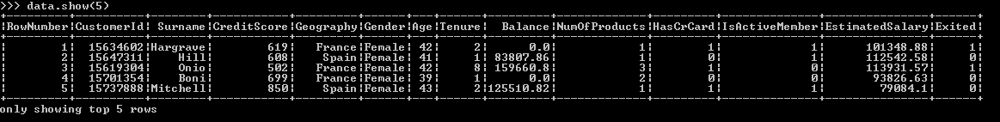 >>> data.show(5)
+---------+----------+--------+-----------+---------+------+---+------+---------+-------------+---------+--------------+---------------+------+
|RowNumber|CustomerId| Surname|CreditScore|Geography|Gender|Age|Tenure|  Balance|NumOfProducts|HasCrCard|IsActiveMember|EstimatedSalary|Exited|
+---------+----------+--------+-----------+---------+------+---+------+---------+-------------+---------+--------------+---------------+------+
|        1|  15634602|Hargrave|        619|   France|Female| 42|     2|      0.0|            1|        1|             1|      101348.88|     1|
|        2|  15647311|    Hill|        608|    Spain|Female| 41|     1| 83807.86|            1|        0|             1|      112542.58|     0|
|        3|  15619304|    Onio|        502|   France|Female| 42|     8| 159660.8|            3|        1|             0|      113931.57|     1|
|        4|  15701354|    Boni|        699|   France|Female| 39|     1|      0.0|            2|        0|             0|       93826.63|     0|
|        5|  15737888|Mitchell|        850|    Spain|Female| 43|     2|125510.82|            1|        1|             1|        79084.1|     0|
+---------+----------+--------+-----------+---------+------+---+------+---------+-------------+---------+--------------+---------------+------+
only showing top 5 rows